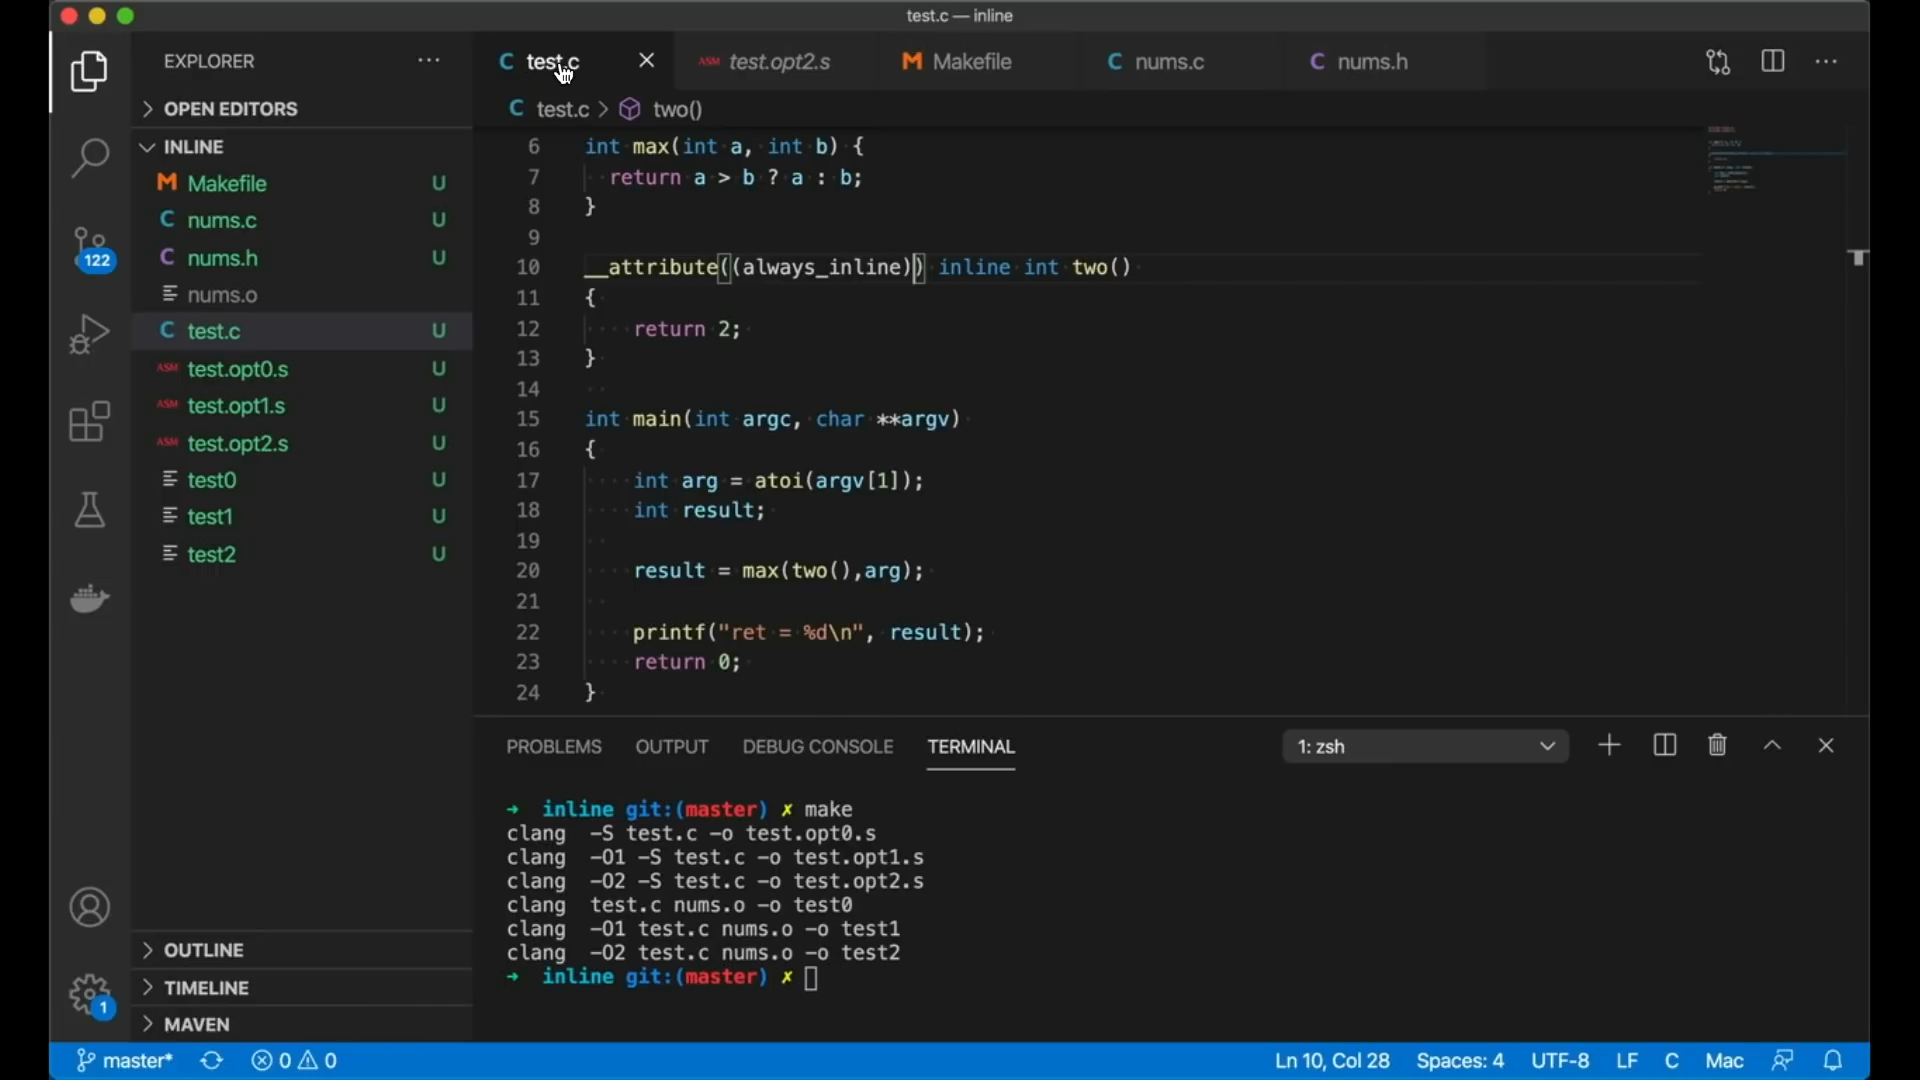 test.c — inline
EXPLORER
test.c
ASM test.opt2.s
M Makefile
C nums.c
C nums.h
OPEN EDITORS
C test.c > two()
INLINE
M Makefile U
C nums.c U
C nums.h U
nums.o
C test.c U
ASM test.opt0.s U
ASM test.opt1.s U
ASM test.opt2.s U
test0 U
test1 U
test2 U
OUTLINE
TIMELINE
MAVEN
122
1
6 int max(int a, int b) {
7 return a > b ? a : b;
8 }
9
10 __attribute((always_inline)) inline int two()
11 {
12 return 2;
13 }
14
15 int main(int argc, char **argv)
16 {
17 int arg = atoi(argv[1]);
18 int result;
19
20 result = max(two(),arg);
21
22 printf("ret = %d\n", result);
23 return 0;
24 }
PROBLEMS OUTPUT DEBUG CONSOLE TERMINAL 1: zsh
→ inline git:(master) ✗ make
clang -S test.c -o test.opt0.s
clang -O1 -S test.c -o test.opt1.s
clang -O2 -S test.c -o test.opt2.s
clang test.c nums.o -o test0
clang -O1 test.c nums.o -o test1
clang -O2 test.c nums.o -o test2
→ inline git:(master) ✗
master* 0 0 Ln 10, Col 28 Spaces: 4 UTF-8 LF C Mac